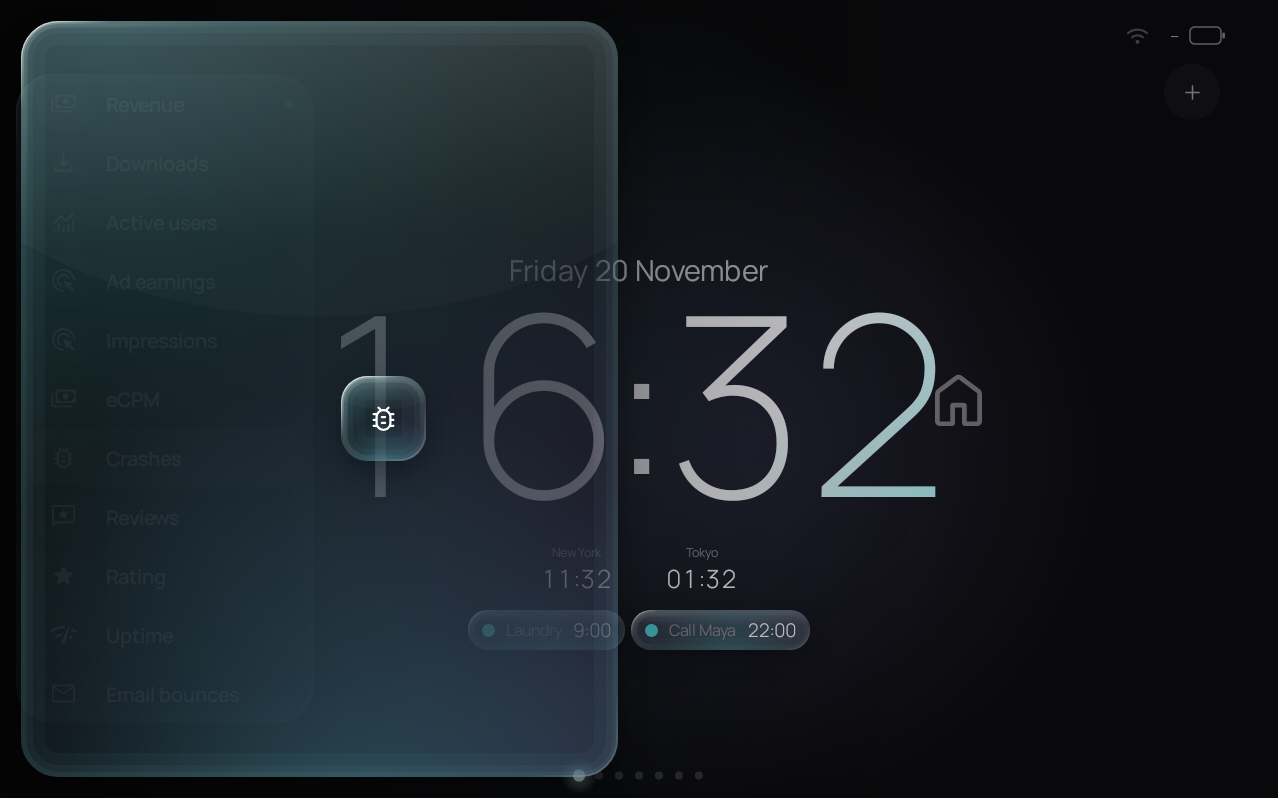 Revenue
Downloads
Active users
Ad earnings
Impressions
eCPM
Crashes
Reviews
Rating
Uptime
Email bounces
Friday 20 November
16:32
New York
11:32
Tokyo
01:32
Laundry 9:00
Call Maya 22:00